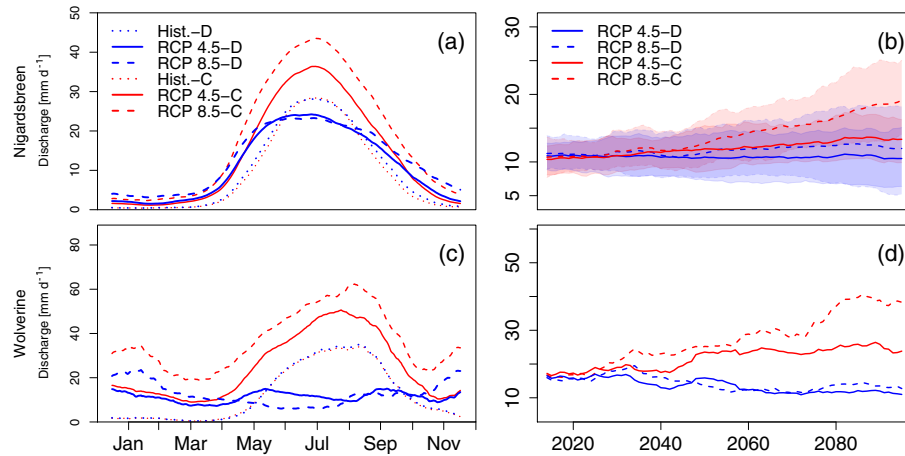 Nigardsbreen
Discharge [mm d⁻¹]
50
40
30
20
10
0
Hist.-D
RCP 4.5-D
RCP 8.5-D
Hist.-C
RCP 4.5-C
RCP 8.5-C
(a)
30
20
10
5
RCP 4.5-D
RCP 8.5-D
RCP 4.5-C
RCP 8.5-C
(b)
Wolverine
Discharge [mm d⁻¹]
80
60
40
20
0
(c)
Jan Mar May Jul Sep Nov
50
30
10
(d)
2020 2040 2060 2080